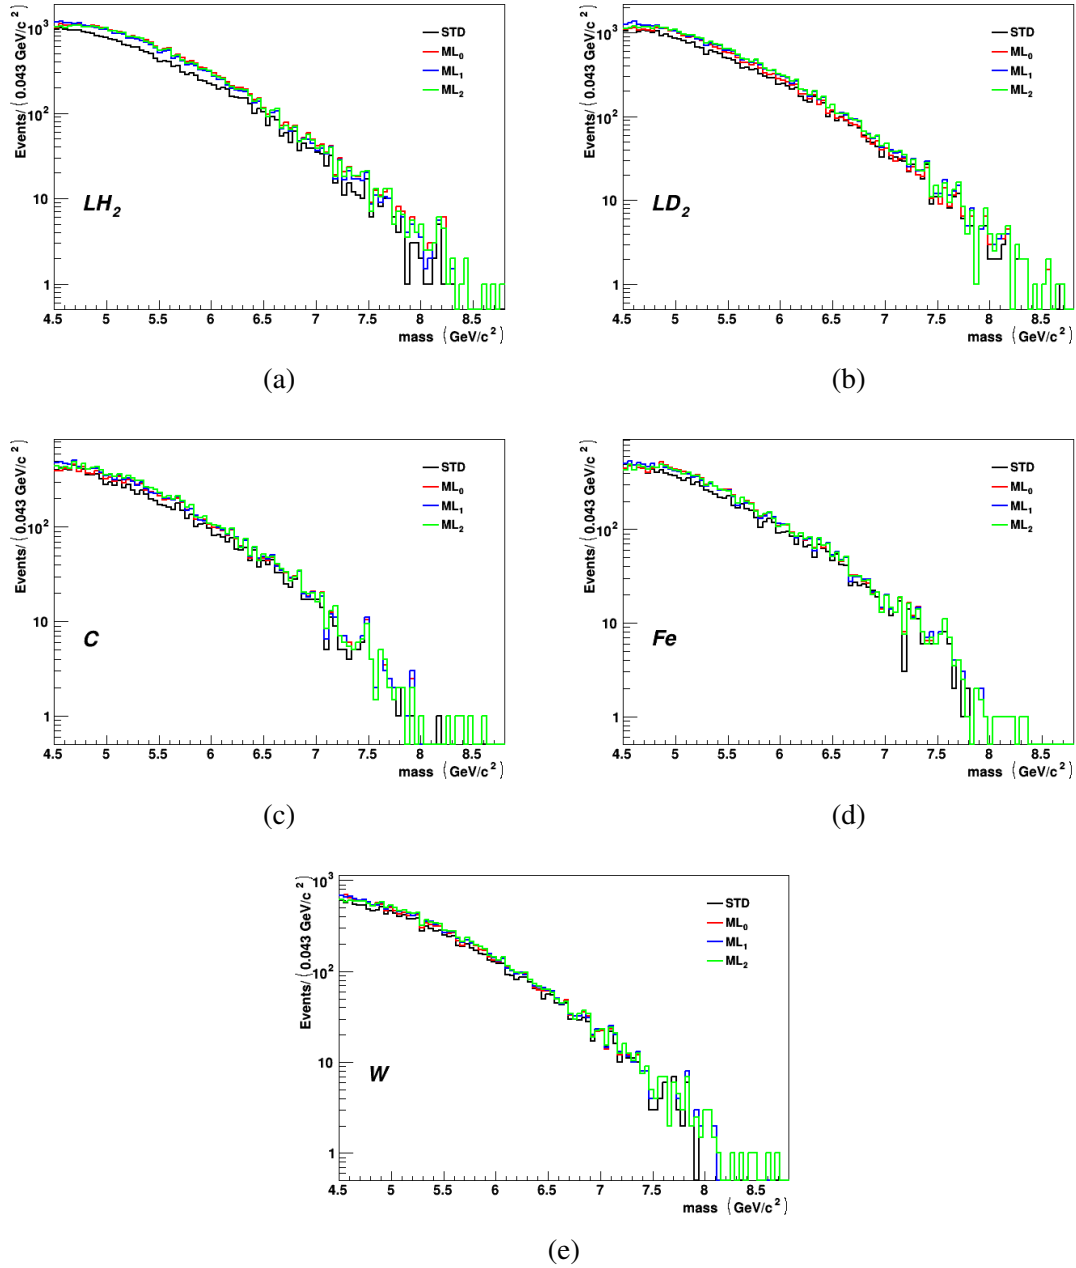 Events/ ( 0.043 GeV/c² )
10³
10²
10
1
STD
ML₀
ML₁
ML₂
LH₂
4.5 5 5.5 6 6.5 7 7.5 8 8.5
mass ( GeV/c² )
(a)
Events/ ( 0.043 GeV/c² )
10³
10²
10
1
STD
ML₀
ML₁
ML₂
LD₂
4.5 5 5.5 6 6.5 7 7.5 8 8.5
mass ( GeV/c² )
(b)
Events/ ( 0.043 GeV/c² )
10²
10
1
STD
ML₀
ML₁
ML₂
C
4.5 5 5.5 6 6.5 7 7.5 8 8.5
mass ( GeV/c² )
(c)
Events/ ( 0.043 GeV/c² )
10²
10
1
STD
ML₀
ML₁
ML₂
Fe
4.5 5 5.5 6 6.5 7 7.5 8 8.5
mass ( GeV/c² )
(d)
Events/ ( 0.043 GeV/c² )
10³
10²
10
1
STD
ML₀
ML₁
ML₂
W
4.5 5 5.5 6 6.5 7 7.5 8 8.5
mass ( GeV/c² )
(e)